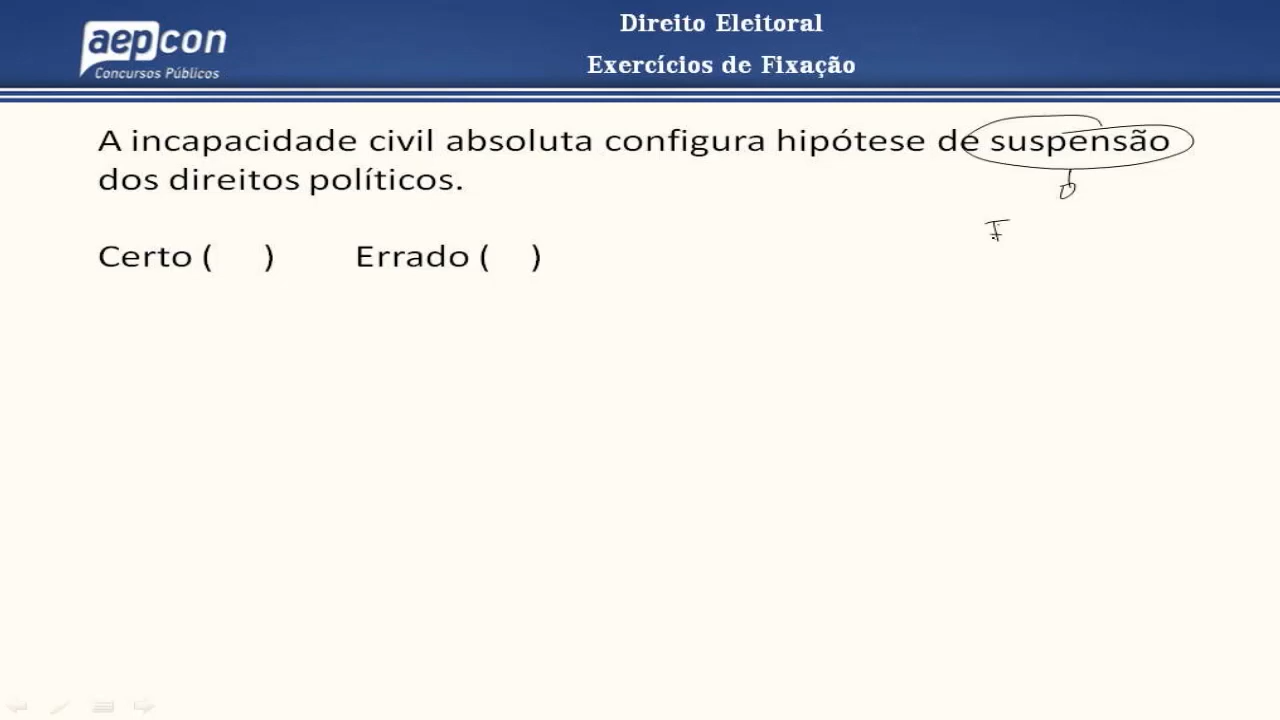 aepcon
Concursos Públicos
Direito Eleitoral
Exercícios de Fixação
A incapacidade civil absoluta configura hipótese de suspensão
dos direitos políticos.
Certo (     )     Errado (     )